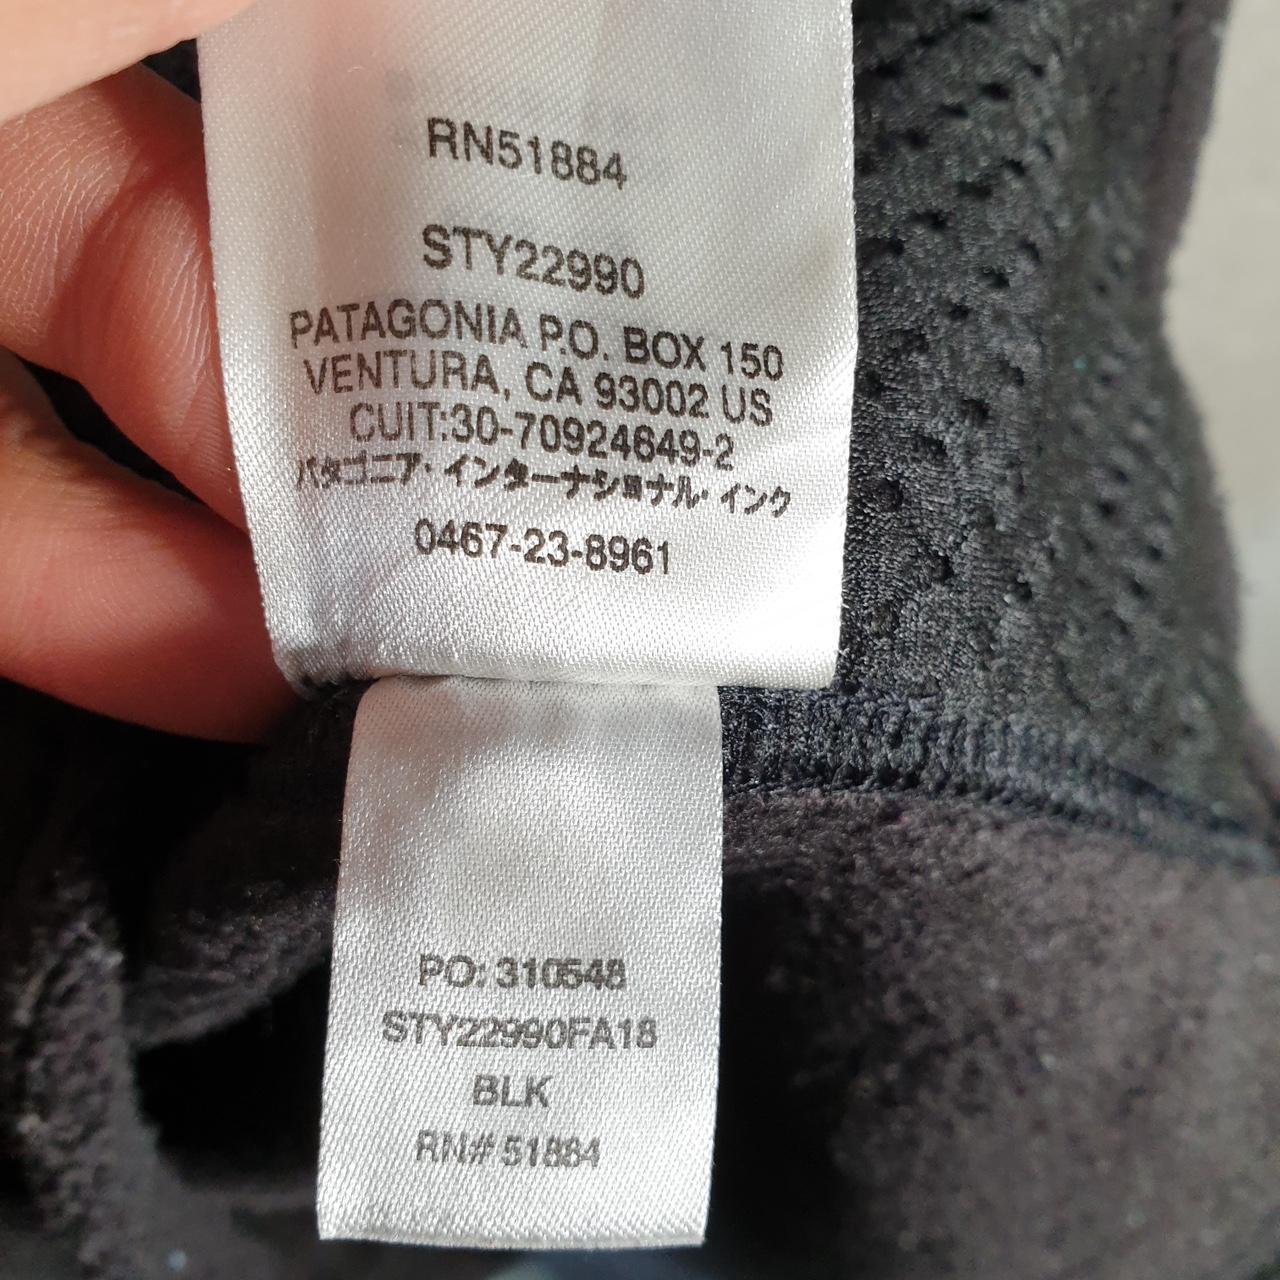 RN51884
STY22990
PATAGONIA P.O. BOX 150
VENTURA, CA 93002 US
CUIT:30-70924649-2
パタゴニア・インターナショナル・インク
0467-23-8961
PO: 310548
STY22990FA18
BLK
RN# 51884